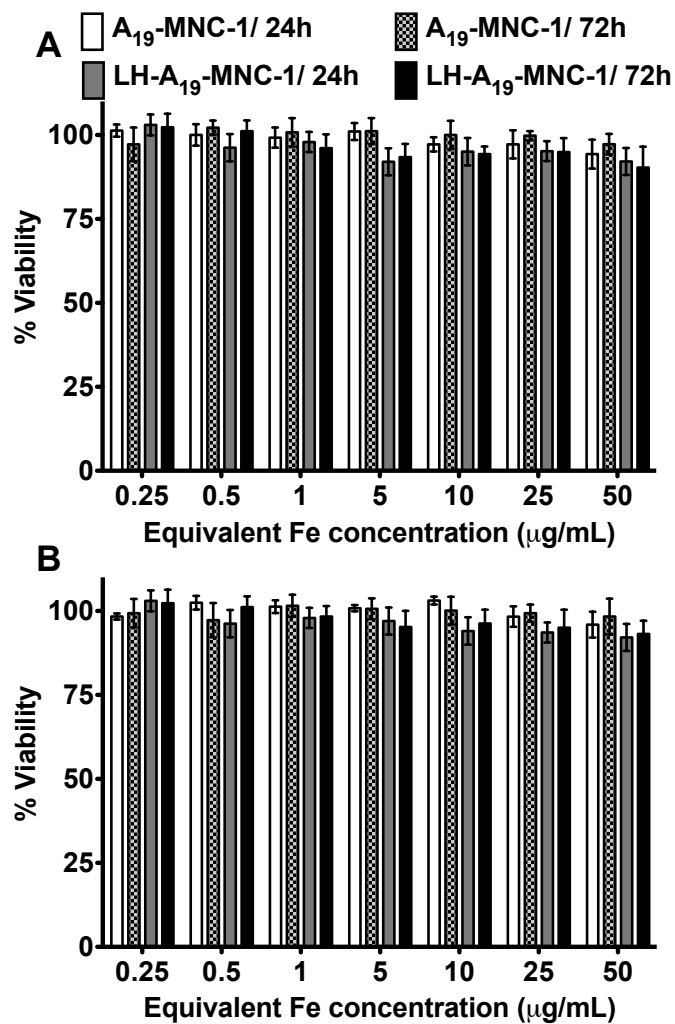 A
A₁₉-MNC-1/ 24h
A₁₉-MNC-1/ 72h
LH-A₁₉-MNC-1/ 24h
LH-A₁₉-MNC-1/ 72h
100
75
50
25
0
% Viability
0.25 0.5 1 5 10 25 50
Equivalent Fe concentration (μg/mL)
B
100
75
50
25
0
% Viability
0.25 0.5 1 5 10 25 50
Equivalent Fe concentration (μg/mL)